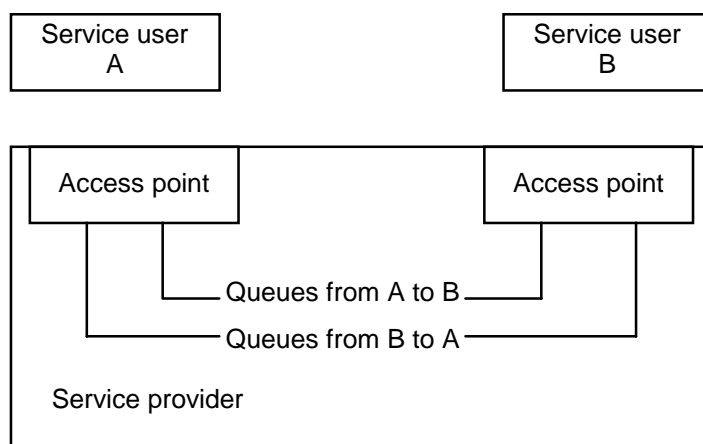 Service user
A
Service user
B
Access point
Access point
Queues from A to B
Queues from B to A
Service provider